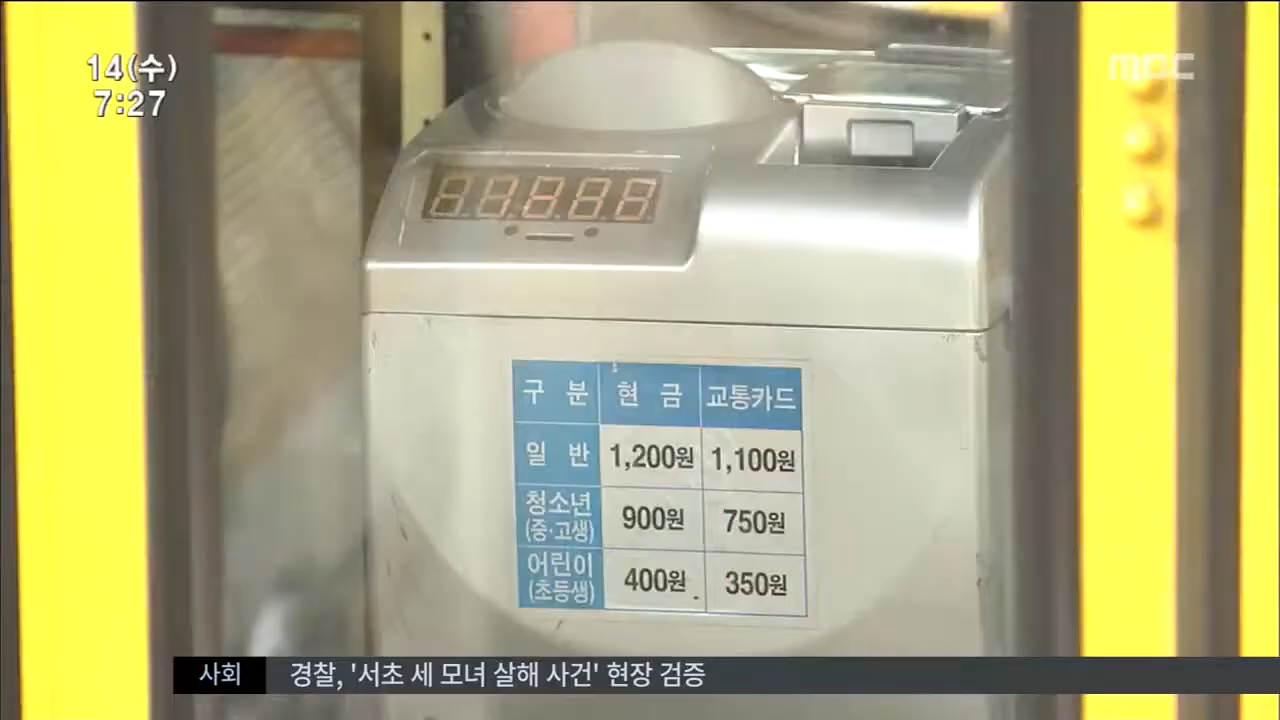 14(수)
7:27
MBC
구 분 현 금 교통카드
일 반 1,200원 1,100원
청소년
(중·고생) 900원 750원
어린이
(초등생) 400원 350원
사회 경찰, '서초 세 모녀 살해 사건' 현장 검증